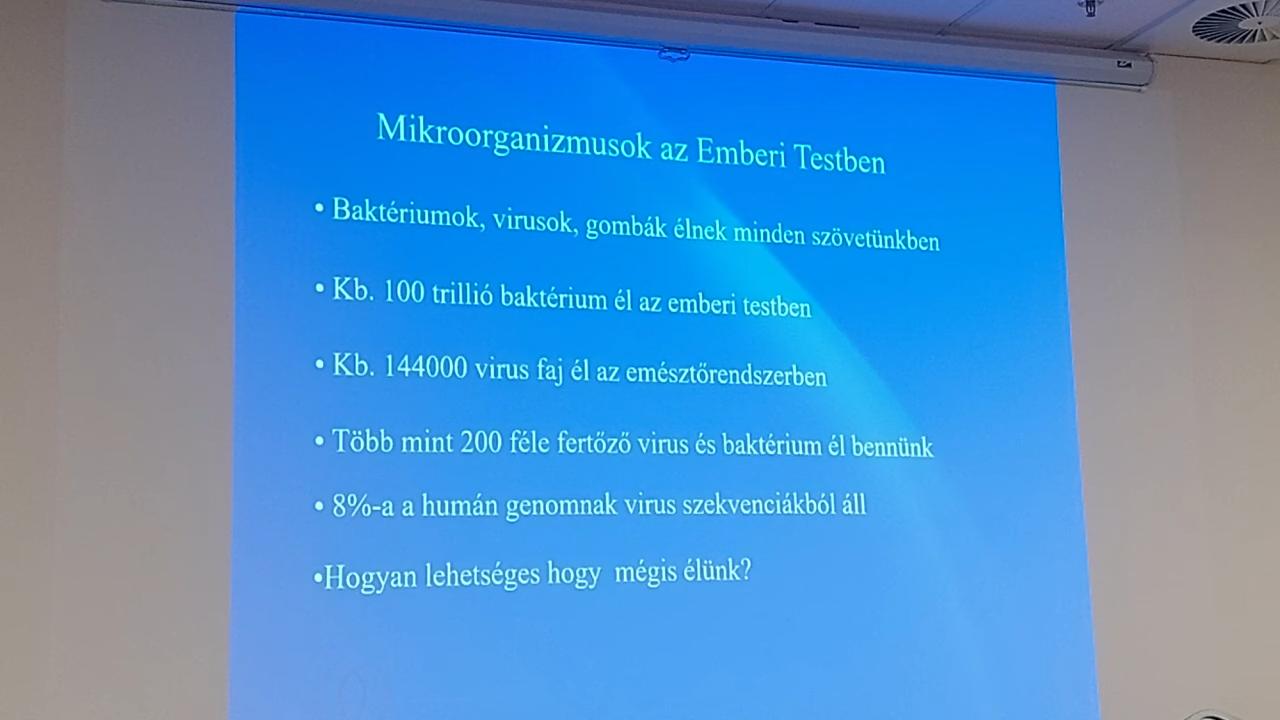 Mikroorganizmusok az Emberi Testben
• Baktériumok, virusok, gombák élnek minden szövetünkben
• Kb. 100 trillió baktérium él az emberi testben
• Kb. 144000 virus faj él az emésztőrendszerben
• Több mint 200 féle fertőző virus és baktérium él bennünk
• 8%-a a humán genomnak virus szekvenciákból áll
•Hogyan lehetséges hogy  mégis élünk?